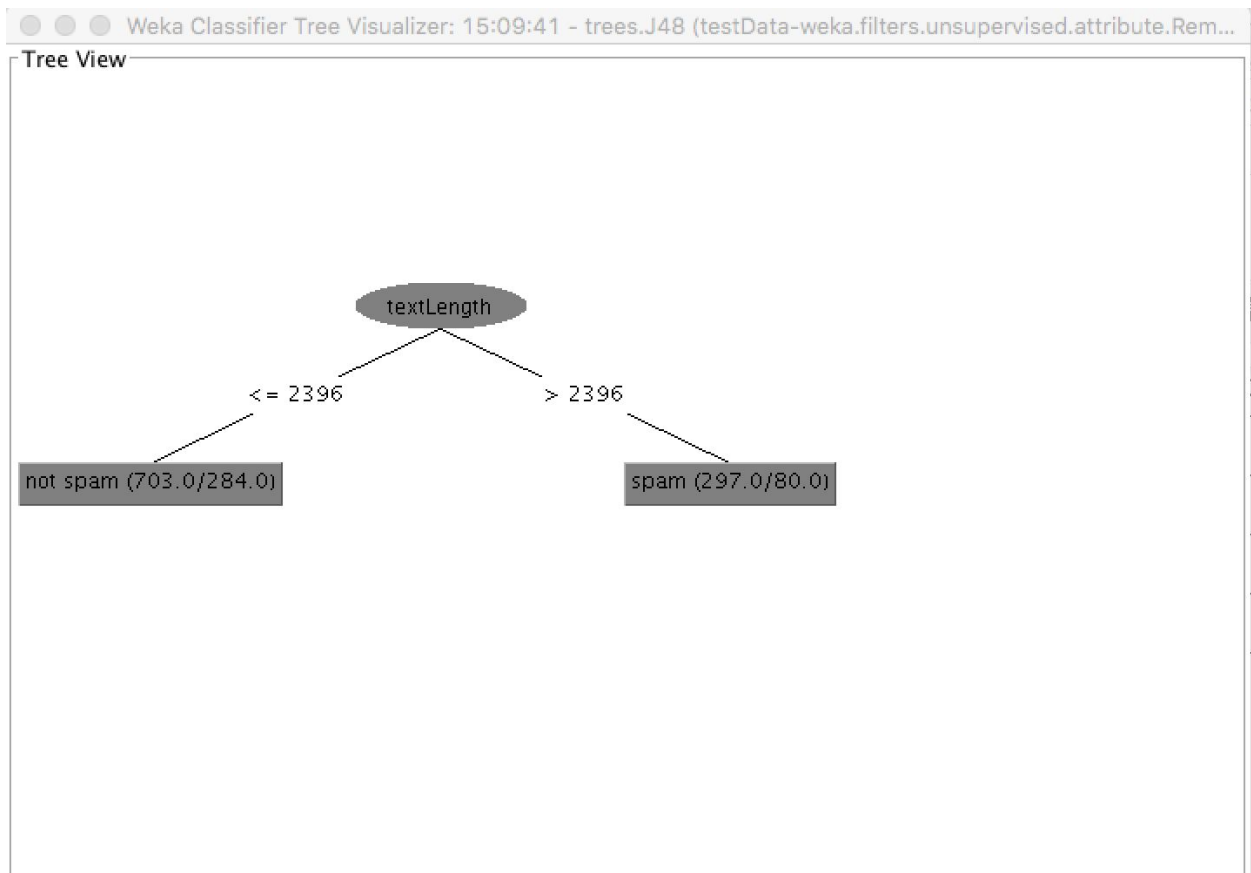 Weka Classifier Tree Visualizer: 15:09:41 - trees.J48 (testData-weka.filters.unsupervised.attribute.Rem...
Tree View
textLength
<= 2396
> 2396
not spam (703.0/284.0)
spam (297.0/80.0)